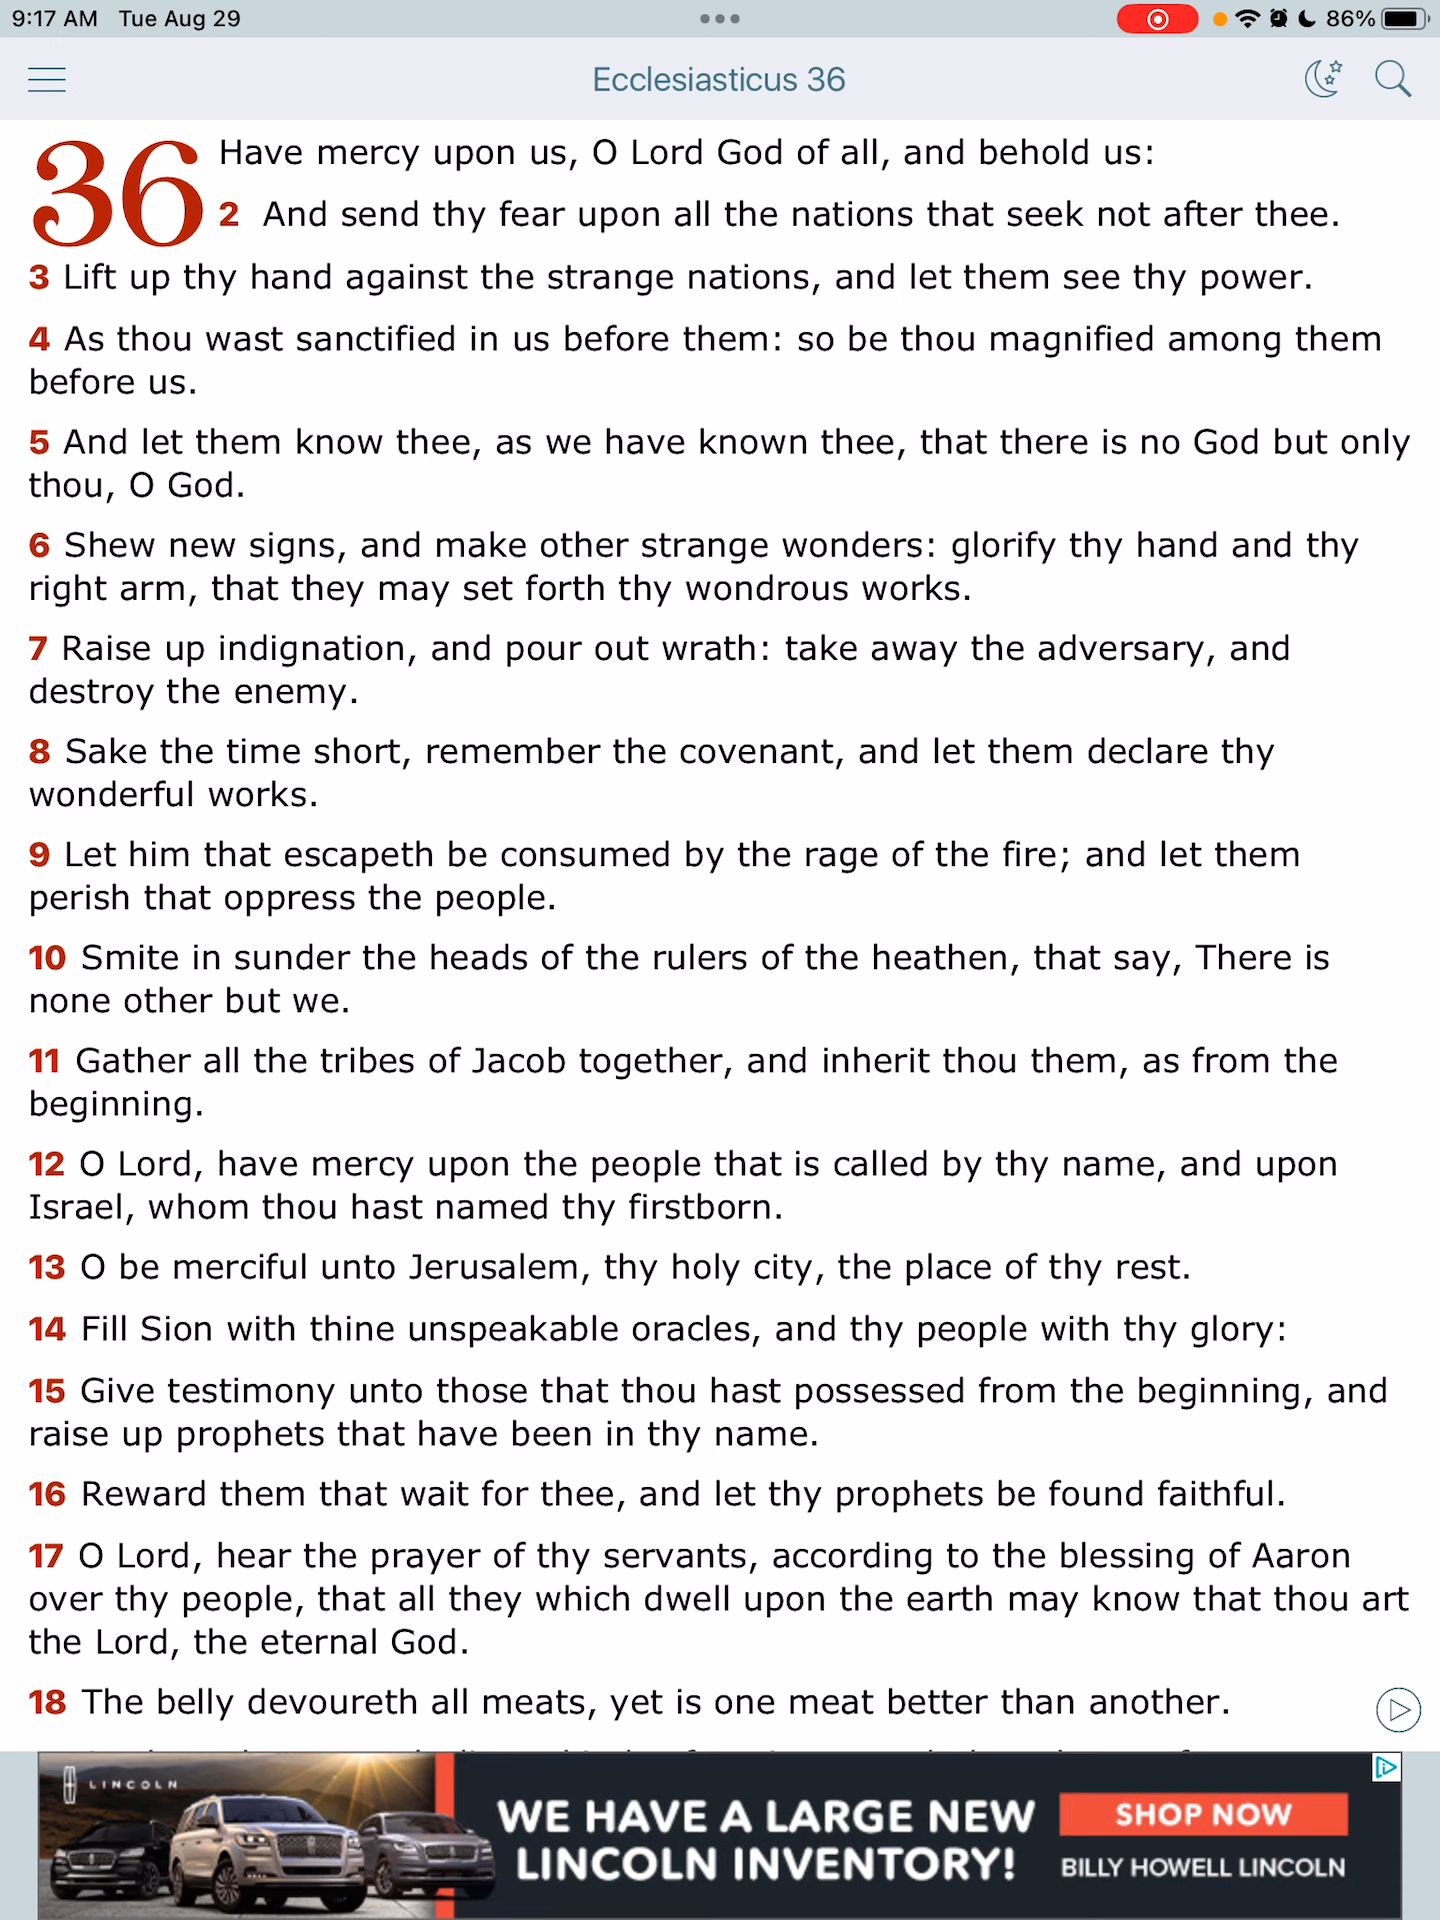 9:17 AM Tue Aug 29
86%
Ecclesiasticus 36
36 Have mercy upon us, O Lord God of all, and behold us:
2 And send thy fear upon all the nations that seek not after thee.
3 Lift up thy hand against the strange nations, and let them see thy power.
4 As thou wast sanctified in us before them: so be thou magnified among them
before us.
5 And let them know thee, as we have known thee, that there is no God but only
thou, O God.
6 Shew new signs, and make other strange wonders: glorify thy hand and thy
right arm, that they may set forth thy wondrous works.
7 Raise up indignation, and pour out wrath: take away the adversary, and
destroy the enemy.
8 Sake the time short, remember the covenant, and let them declare thy
wonderful works.
9 Let him that escapeth be consumed by the rage of the fire; and let them
perish that oppress the people.
10 Smite in sunder the heads of the rulers of the heathen, that say, There is
none other but we.
11 Gather all the tribes of Jacob together, and inherit thou them, as from the
beginning.
12 O Lord, have mercy upon the people that is called by thy name, and upon
Israel, whom thou hast named thy firstborn.
13 O be merciful unto Jerusalem, thy holy city, the place of thy rest.
14 Fill Sion with thine unspeakable oracles, and thy people with thy glory:
15 Give testimony unto those that thou hast possessed from the beginning, and
raise up prophets that have been in thy name.
16 Reward them that wait for thee, and let thy prophets be found faithful.
17 O Lord, hear the prayer of thy servants, according to the blessing of Aaron
over thy people, that all they which dwell upon the earth may know that thou art
the Lord, the eternal God.
18 The belly devoureth all meats, yet is one meat better than another.
LINCOLN
WE HAVE A LARGE NEW
LINCOLN INVENTORY!
SHOP NOW
BILLY HOWELL LINCOLN